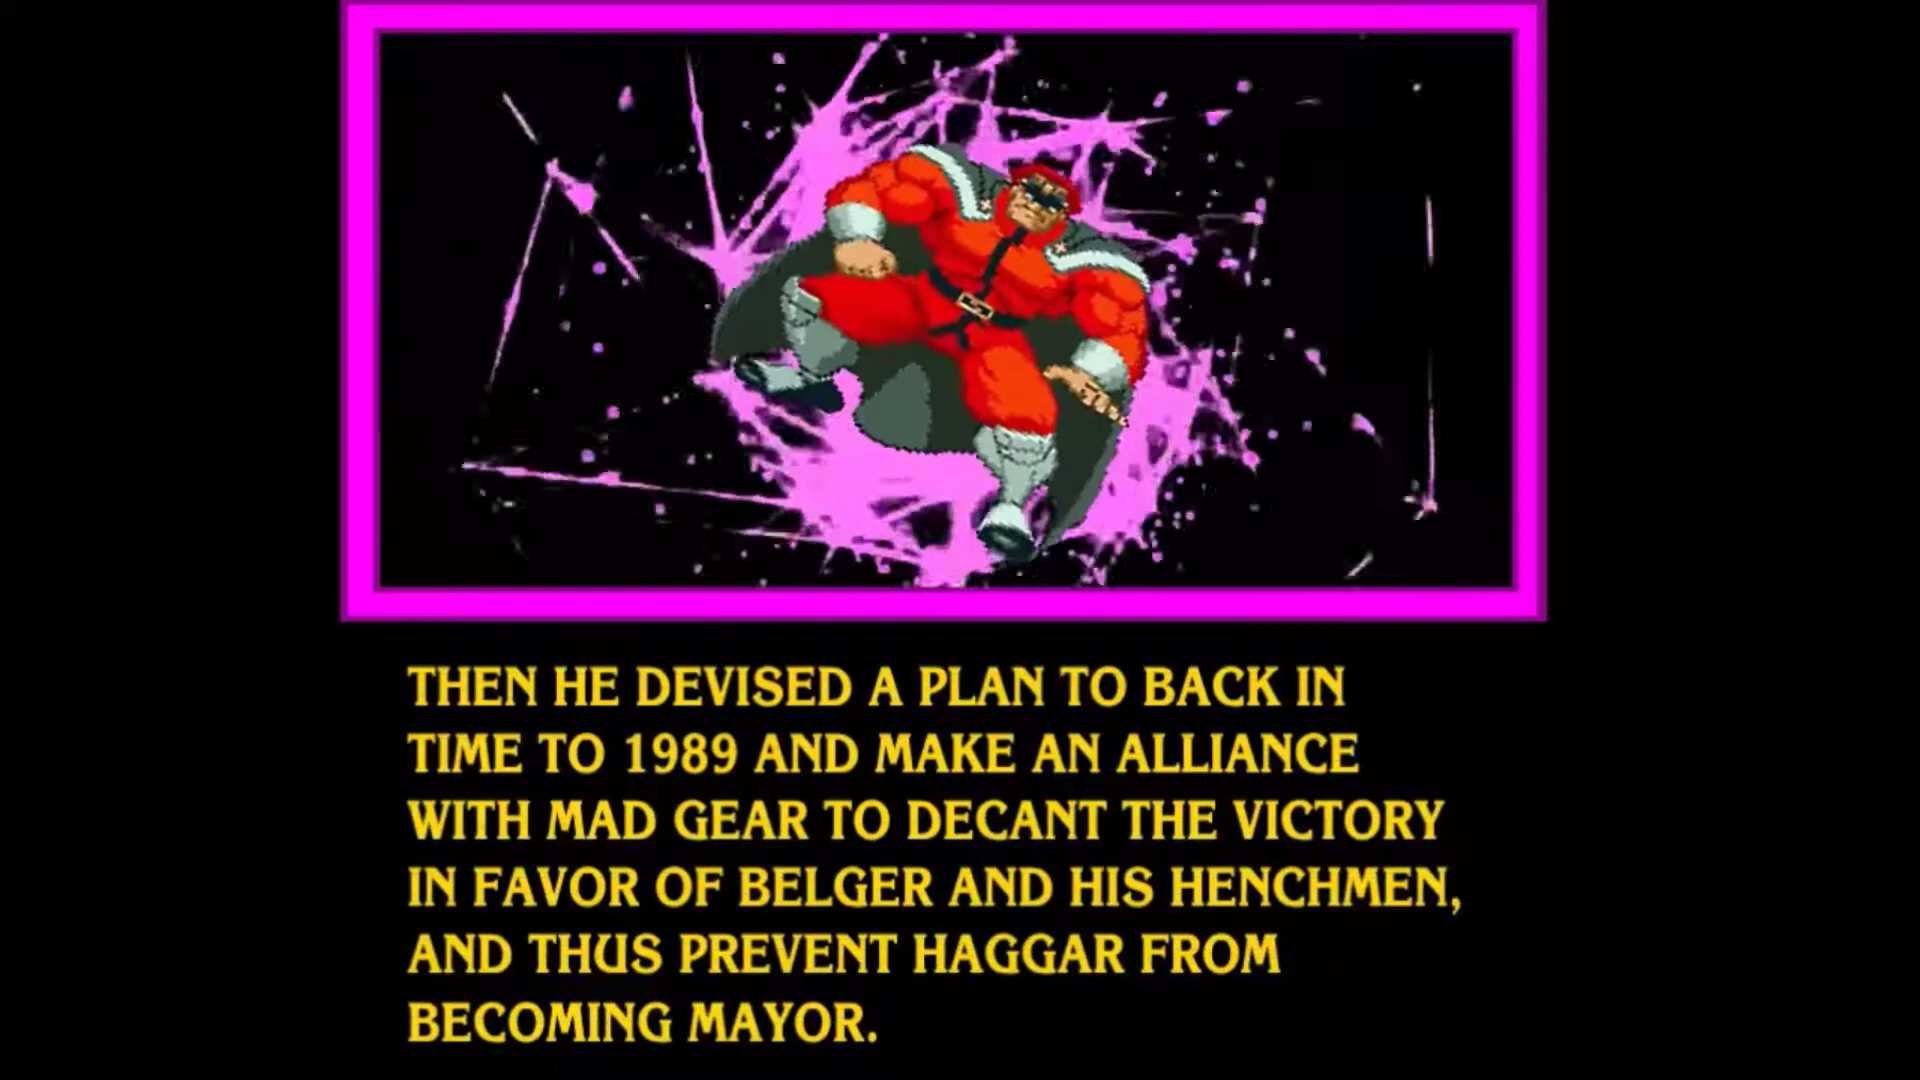 THEN HE DEVISED A PLAN TO BACK IN
TIME TO 1989 AND MAKE AN ALLIANCE
WITH MAD GEAR TO DECANT THE VICTORY
IN FAVOR OF BELGER AND HIS HENCHMEN,
AND THUS PREVENT HAGGAR FROM
BECOMING MAYOR.